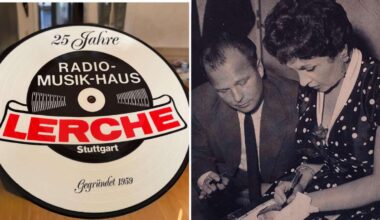 25 Jahre
RADIO-
MUSIK-HAUS
LERCHE
Stuttgart
Gegründet 1959